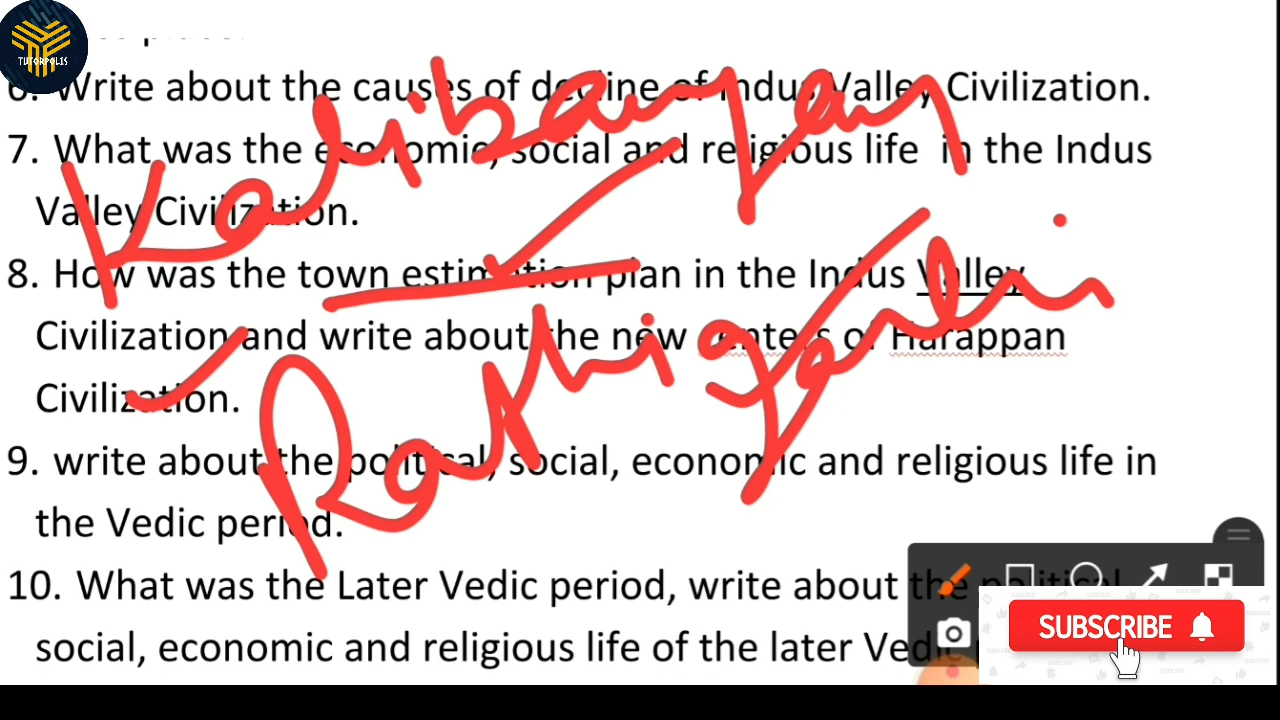 TUTORPOLIS
6. Write about the causes of decline of Indus Valley Civilization.
7. What was the economic, social and religious life in the Indus
Valley Civilization.
8. How was the town estimation plan in the Indus Valley
Civilization and write about the new centers of Harappan
Civilization.
9. write about the political, social, economic and religious life in
the Vedic period.
10. What was the Later Vedic period, write about the political
social, economic and religious life of the later Vedic
Kalibangan
Rakhigarhi
SUBSCRIBE